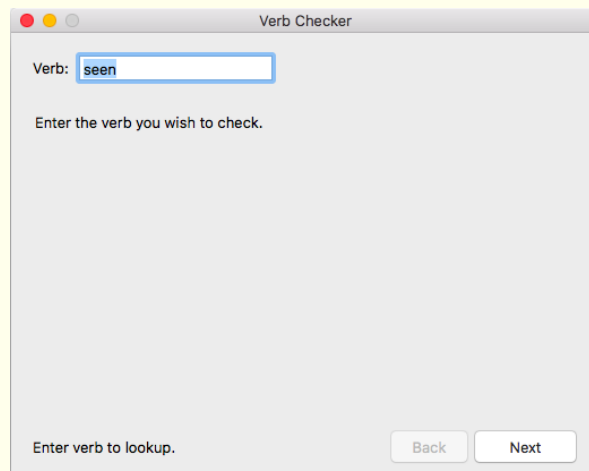 Verb Checker
Verb: seen
Enter the verb you wish to check.
Enter verb to lookup. Back Next